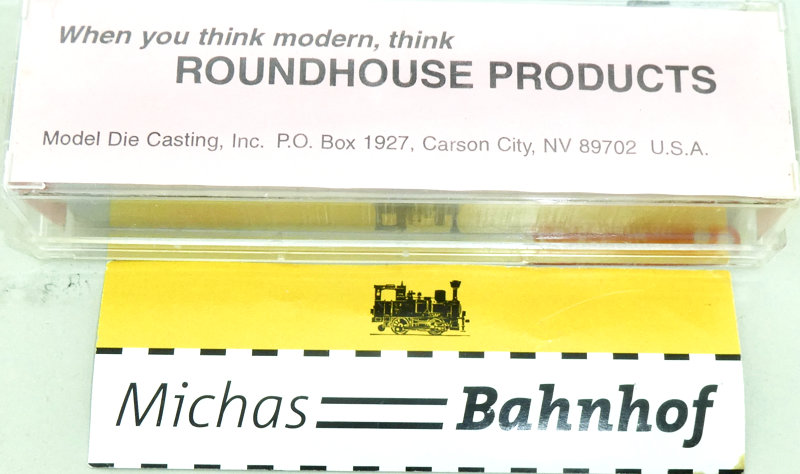 When you think modern, think
ROUNDHOUSE PRODUCTS
Model Die Casting, Inc. P.O. Box 1927, Carson City, NV 89702 U.S.A.
Michas Bahnhof